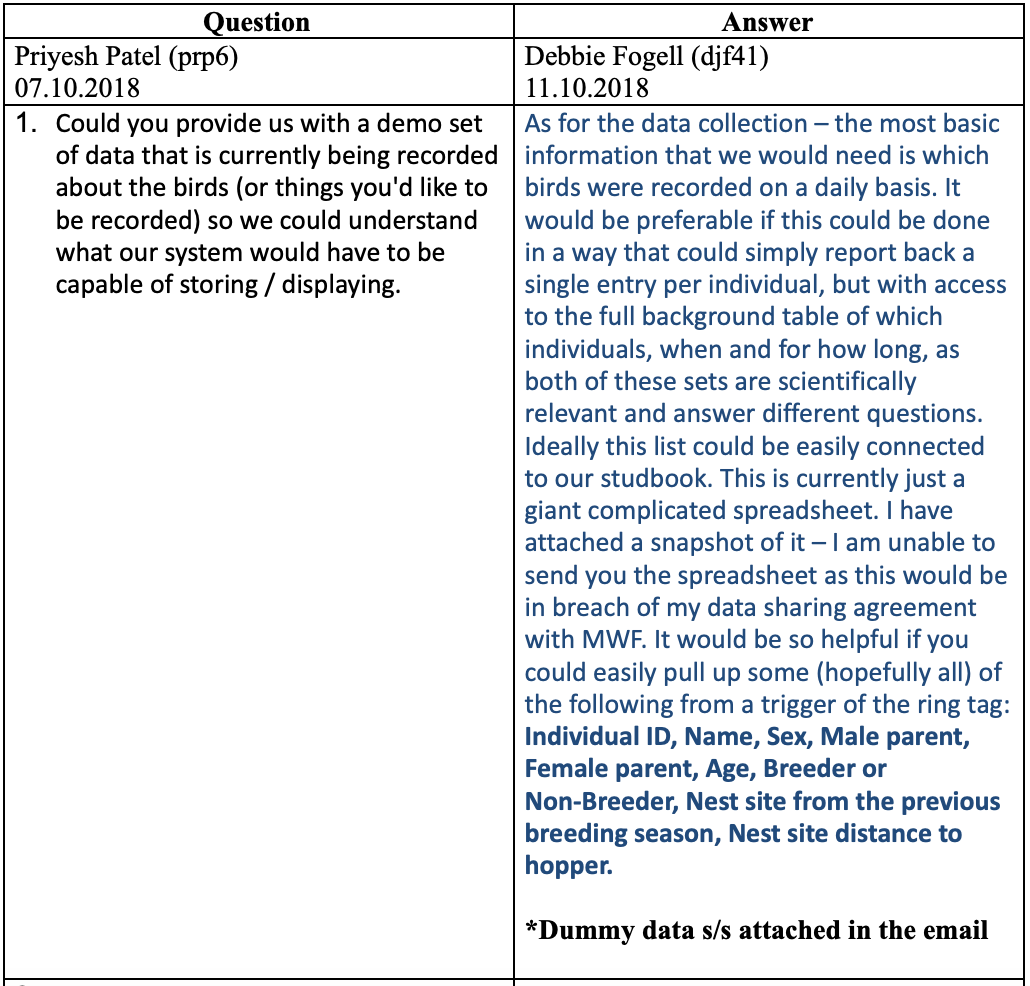 Question
Answer
Priyesh Patel (prp6)
07.10.2018
Debbie Fogell (djf41)
11.10.2018
1. Could you provide us with a demo set
of data that is currently being recorded
about the birds (or things you'd like to
be recorded) so we could understand
what our system would have to be
capable of storing / displaying.
As for the data collection – the most basic
information that we would need is which
birds were recorded on a daily basis. It
would be preferable if this could be done
in a way that could simply report back a
single entry per individual, but with access
to the full background table of which
individuals, when and for how long, as
both of these sets are scientifically
relevant and answer different questions.
Ideally this list could be easily connected
to our studbook. This is currently just a
giant complicated spreadsheet. I have
attached a snapshot of it – I am unable to
send you the spreadsheet as this would be
in breach of my data sharing agreement
with MWF. It would be so helpful if you
could easily pull up some (hopefully all) of
the following from a trigger of the ring tag:
Individual ID, Name, Sex, Male parent,
Female parent, Age, Breeder or
Non-Breeder, Nest site from the previous
breeding season, Nest site distance to
hopper.
*Dummy data s/s attached in the email